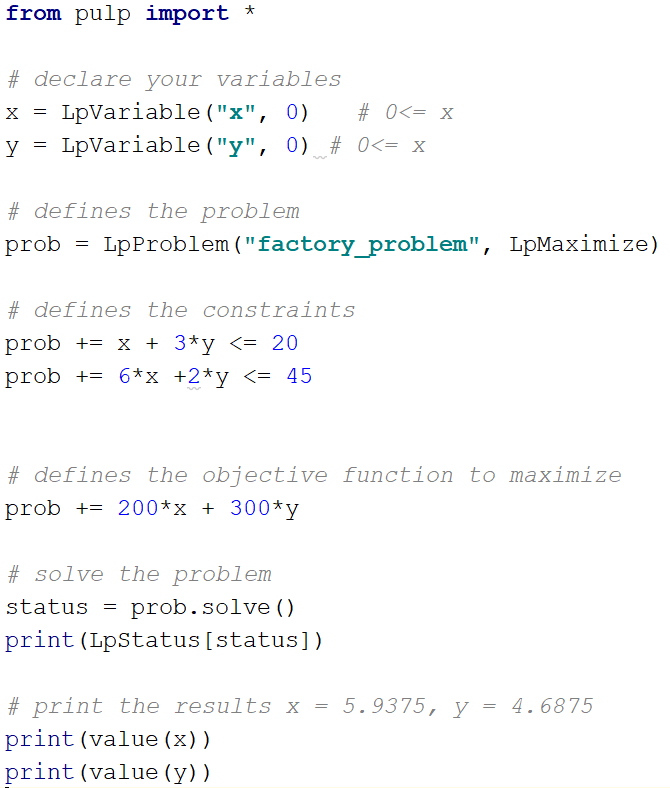 from pulp import *
# declare your variables
x = LpVariable("x", 0)   # 0<= x
y = LpVariable("y", 0) # 0<= x
# defines the problem
prob = LpProblem("factory_problem", LpMaximize)
# defines the constraints
prob += x + 3*y <= 20
prob += 6*x +2*y <= 45
# defines the objective function to maximize
prob += 200*x + 300*y
# solve the problem
status = prob.solve()
print(LpStatus[status])
# print the results x = 5.9375, y = 4.6875
print(value(x))
print(value(y))